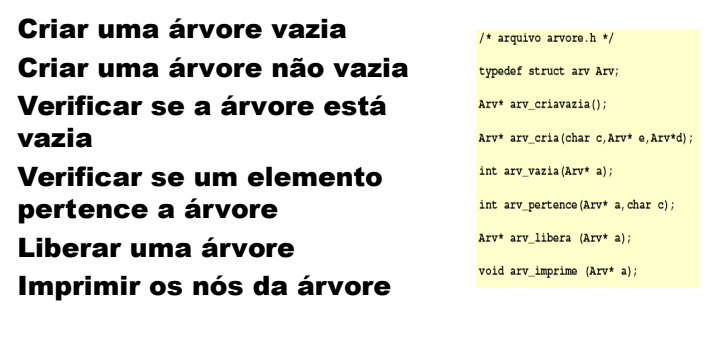 Criar uma árvore vazia
Criar uma árvore não vazia
Verificar se a árvore está
vazia
Verificar se um elemento
pertence a árvore
Liberar uma árvore
Imprimir os nós da árvore
/* arquivo arvore.h */
typedef struct arv Arv;
Arv* arv_criavazia();
Arv* arv_cria(char c,Arv* e,Arv*d);
int arv_vazia(Arv* a);
int arv_pertence(Arv* a,char c);
Arv* arv_libera (Arv* a);
void arv_imprime (Arv* a);